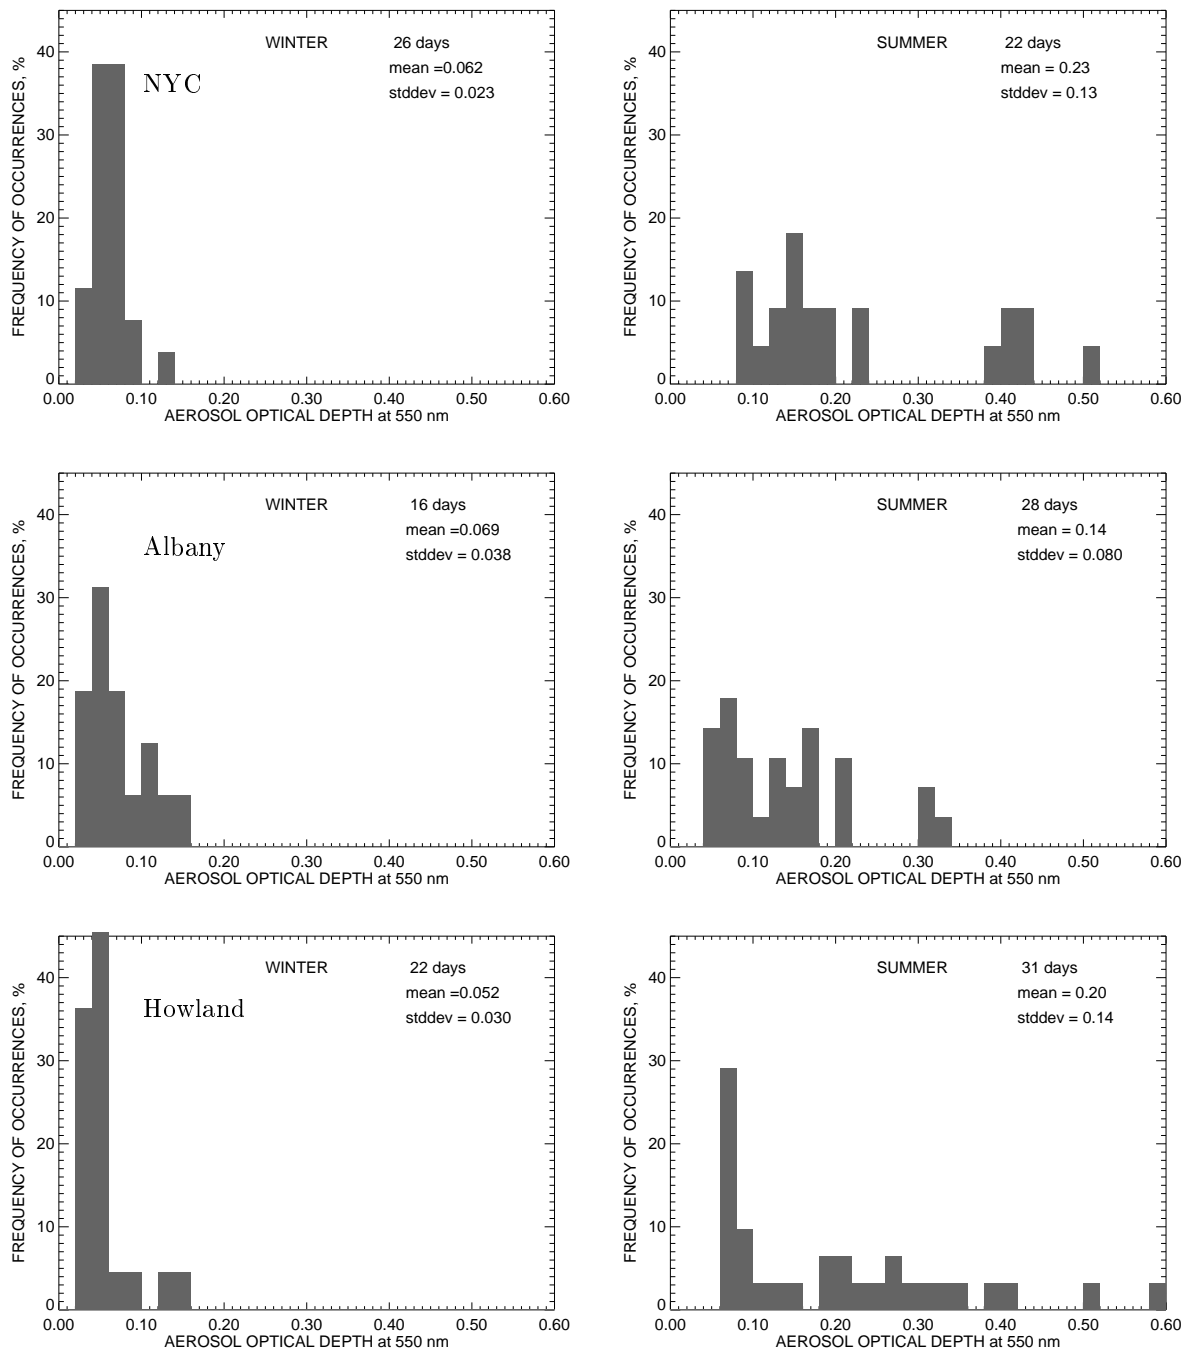 WINTER 26 days
mean =0.062
stddev = 0.023
NYC
FREQUENCY OF OCCURRENCES, %
40
30
20
10
0
0.00 0.10 0.20 0.30 0.40 0.50 0.60
AEROSOL OPTICAL DEPTH at 550 nm
SUMMER 22 days
mean = 0.23
stddev = 0.13
FREQUENCY OF OCCURRENCES, %
40
30
20
10
0
0.00 0.10 0.20 0.30 0.40 0.50 0.60
AEROSOL OPTICAL DEPTH at 550 nm
WINTER 16 days
mean =0.069
stddev = 0.038
Albany
FREQUENCY OF OCCURRENCES, %
40
30
20
10
0
0.00 0.10 0.20 0.30 0.40 0.50 0.60
AEROSOL OPTICAL DEPTH at 550 nm
SUMMER 28 days
mean = 0.14
stddev = 0.080
FREQUENCY OF OCCURRENCES, %
40
30
20
10
0
0.00 0.10 0.20 0.30 0.40 0.50 0.60
AEROSOL OPTICAL DEPTH at 550 nm
WINTER 22 days
mean =0.052
stddev = 0.030
Howland
FREQUENCY OF OCCURRENCES, %
40
30
20
10
0
0.00 0.10 0.20 0.30 0.40 0.50 0.60
AEROSOL OPTICAL DEPTH at 550 nm
SUMMER 31 days
mean = 0.20
stddev = 0.14
FREQUENCY OF OCCURRENCES, %
40
30
20
10
0
0.00 0.10 0.20 0.30 0.40 0.50 0.60
AEROSOL OPTICAL DEPTH at 550 nm